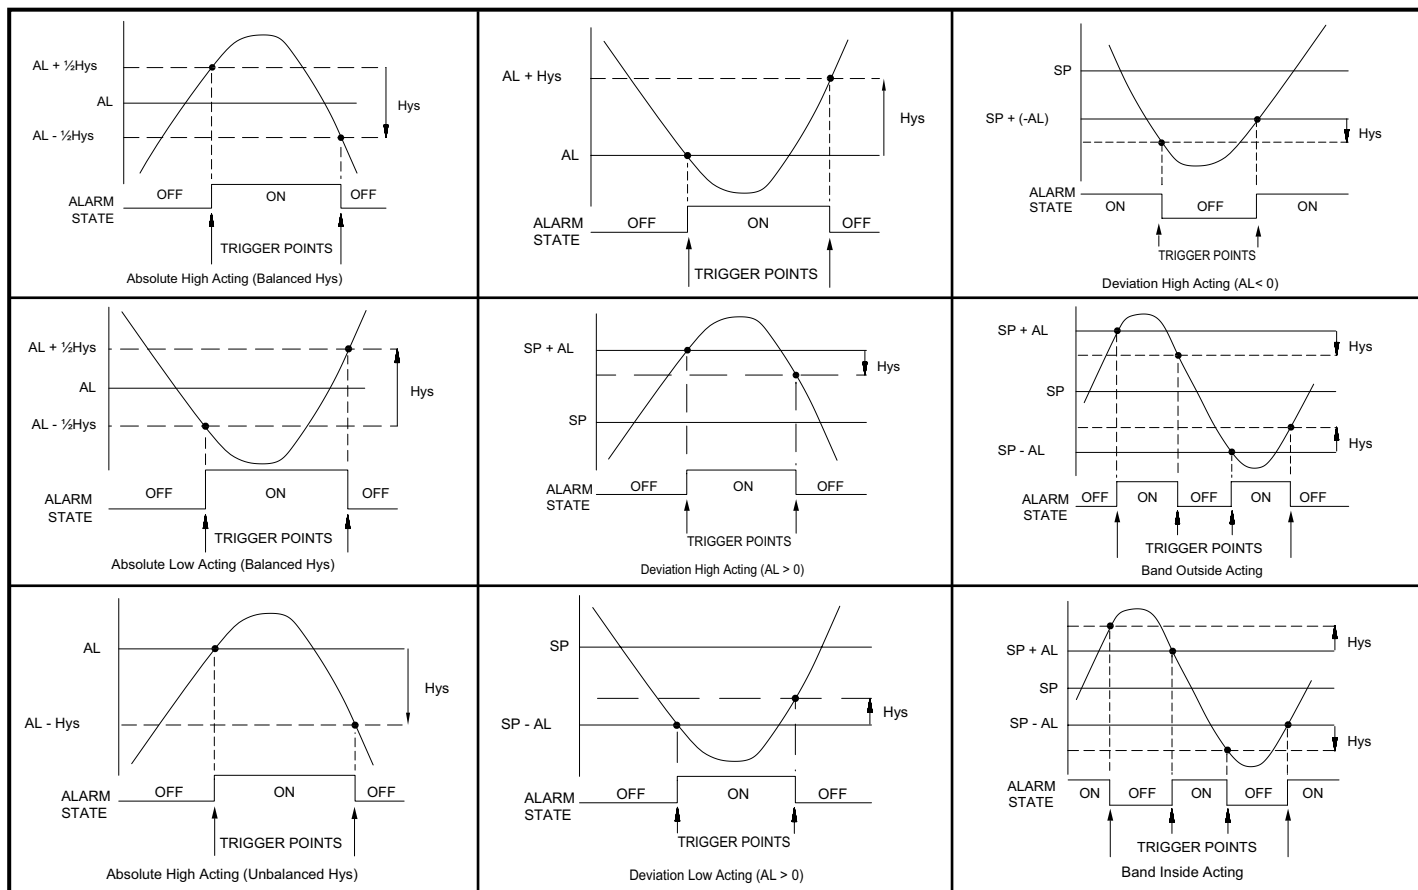 AL + ½Hys
AL
AL - ½Hys
Hys
OFF
ON
OFF
ALARM
STATE
TRIGGER POINTS
Absolute High Acting (Balanced Hys)
AL + Hys
AL
Hys
OFF
ON
OFF
ALARM
STATE
TRIGGER POINTS
SP
SP + (-AL)
Hys
ALARM
STATE
ON
OFF
ON
TRIGGER POINTS
Deviation High Acting (AL< 0)
AL + ½Hys
AL
AL - ½Hys
Hys
OFF
ON
OFF
ALARM
STATE
TRIGGER POINTS
Absolute Low Acting (Balanced Hys)
SP + AL
Hys
SP
ALARM
STATE
OFF
ON
OFF
TRIGGER POINTS
Deviation High Acting (AL > 0)
SP + AL
Hys
SP
Hys
SP - AL
ALARM
STATE
OFF
ON
OFF
ON
OFF
TRIGGER POINTS
Band Outside Acting
AL
Hys
AL - Hys
ALARM
STATE
OFF
ON
OFF
TRIGGER POINTS
Absolute High Acting (Unbalanced Hys)
SP
SP - AL
Hys
ALARM
STATE
OFF
ON
OFF
TRIGGER POINTS
Deviation Low Acting (AL > 0)
Hys
SP + AL
SP
SP - AL
Hys
ALARM
STATE
ON
OFF
ON
OFF
ON
TRIGGER POINTS
Band Inside Acting